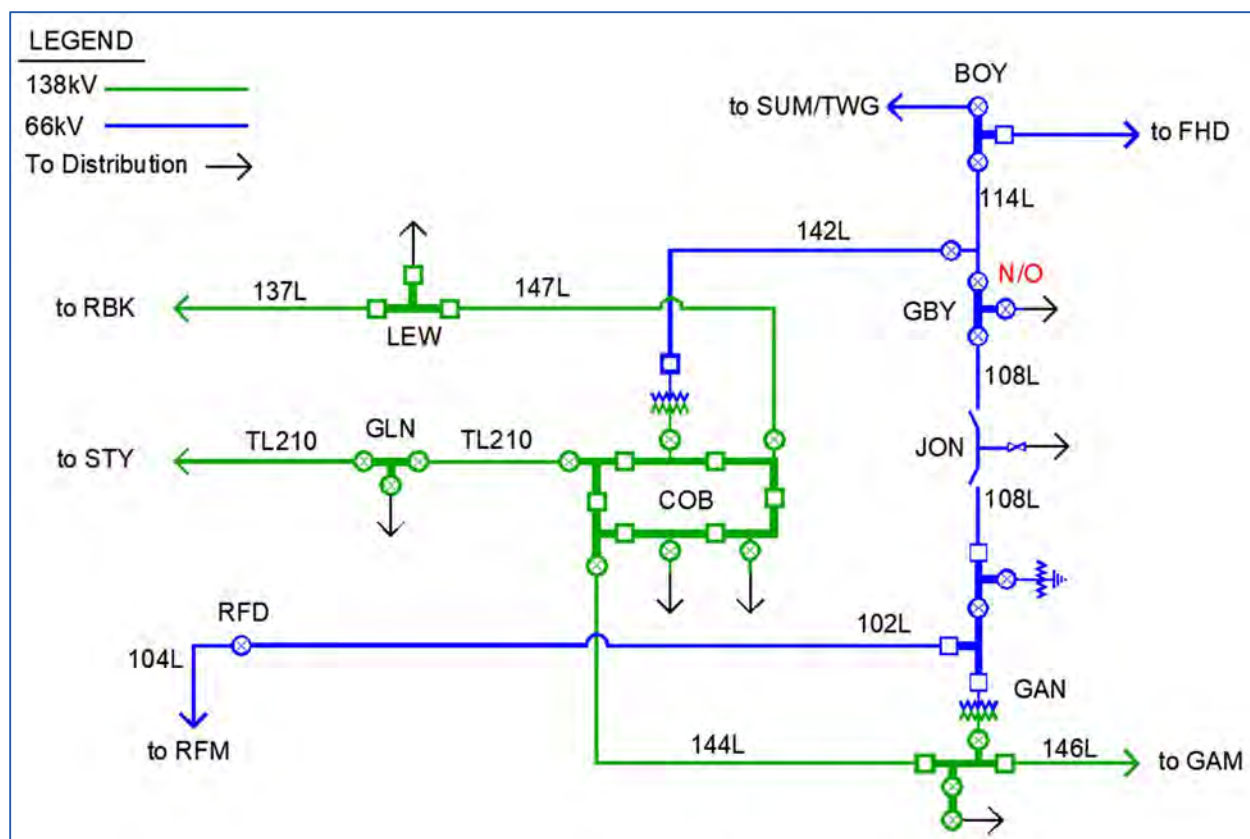 LEGEND
138kV
66kV
To Distribution
BOY
to SUM/TWG
to FHD
114L
142L
N/O
GBY
to RBK
137L
147L
LEW
108L
JON
to STY
TL210
GLN
TL210
COB
108L
RFD
104L
102L
to RFM
GAN
144L
146L
to GAM